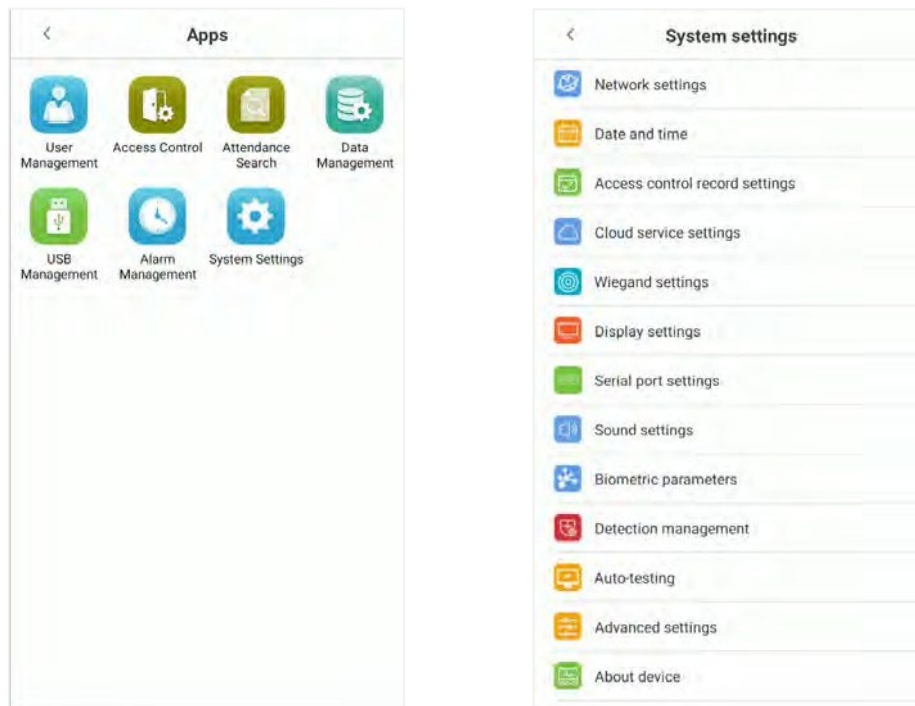 Apps
User
Management
Access Control
Attendance
Search
Data
Management
USB
Management
Alarm
Management
System Settings
System settings
Network settings
Date and time
Access control record settings
Cloud service settings
Wiegand settings
Display settings
Serial port settings
Sound settings
Biometric parameters
Detection management
Auto-testing
Advanced settings
About device